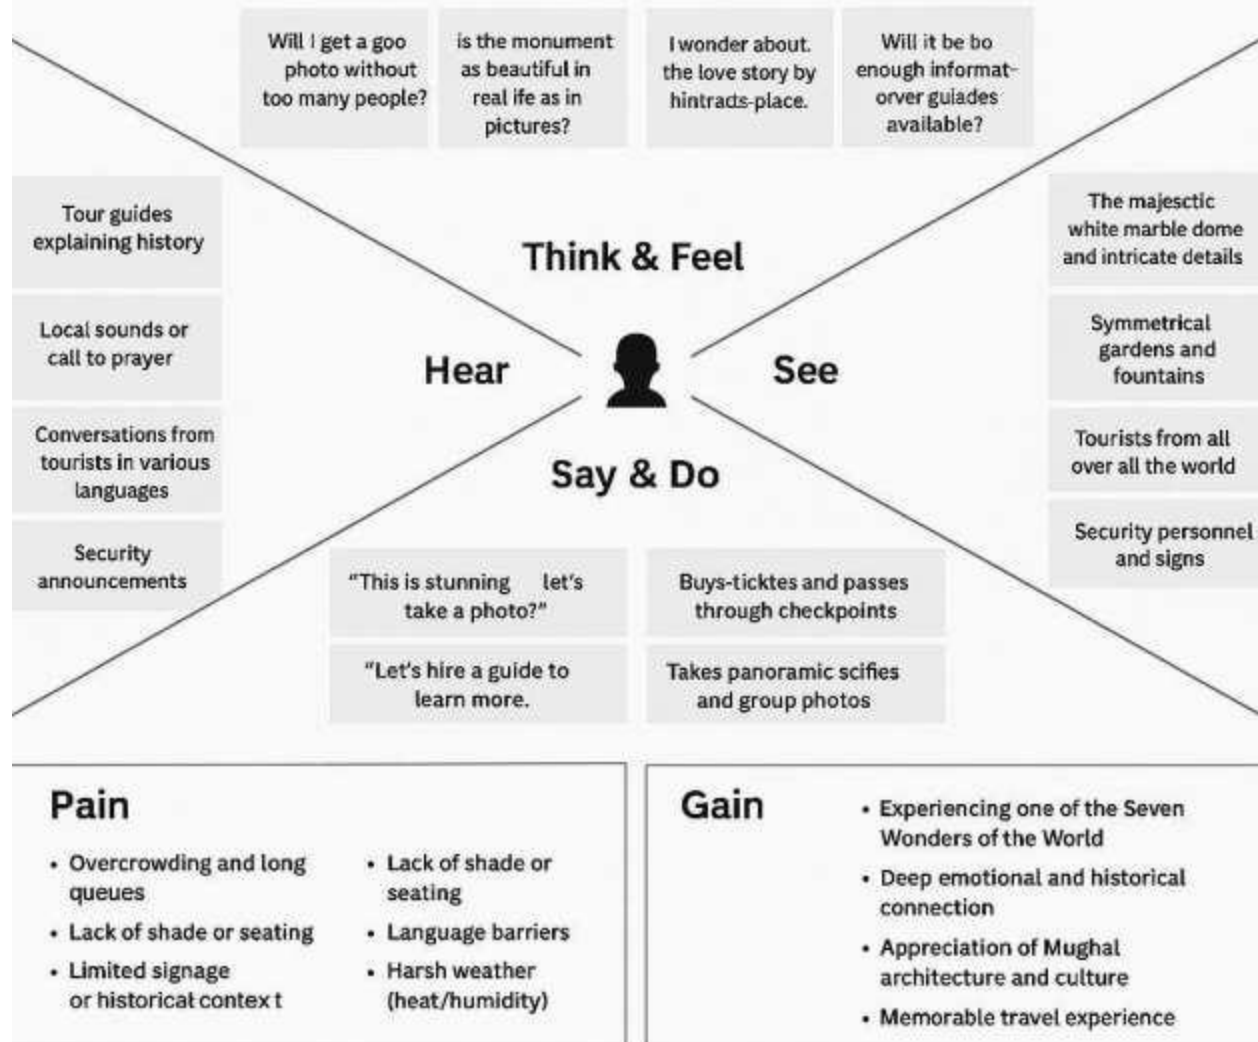 Will I get a goo
photo without
too many people?
is the monument
as beautiful in
real ife as in
pictures?
I wonder about.
the love story by
hintracts-place.
Will it be bo
enough informat-
orver guiades
available?
Think & Feel
Tour guides
explaining history
Local sounds or
call to prayer
Conversations from
tourists in various
languages
Security
announcements
Hear
See
The majesctic
white marble dome
and intricate details
Symmetrical
gardens and
fountains
Tourists from all
over all the world
Security personnel
and signs
Say & Do
"This is stunning let's
take a photo?"
Buys-ticktes and passes
through checkpoints
"Let's hire a guide to
learn more.
Takes panoramic scifies
and group photos
Pain
• Overcrowding and long
queues
• Lack of shade or seating
• Limited signage
or historical context
• Lack of shade or
seating
• Language barriers
• Harsh weather
(heat/humidity)
Gain
• Experiencing one of the Seven
Wonders of the World
• Deep emotional and historical
connection
• Appreciation of Mughal
architecture and culture
• Memorable travel experience